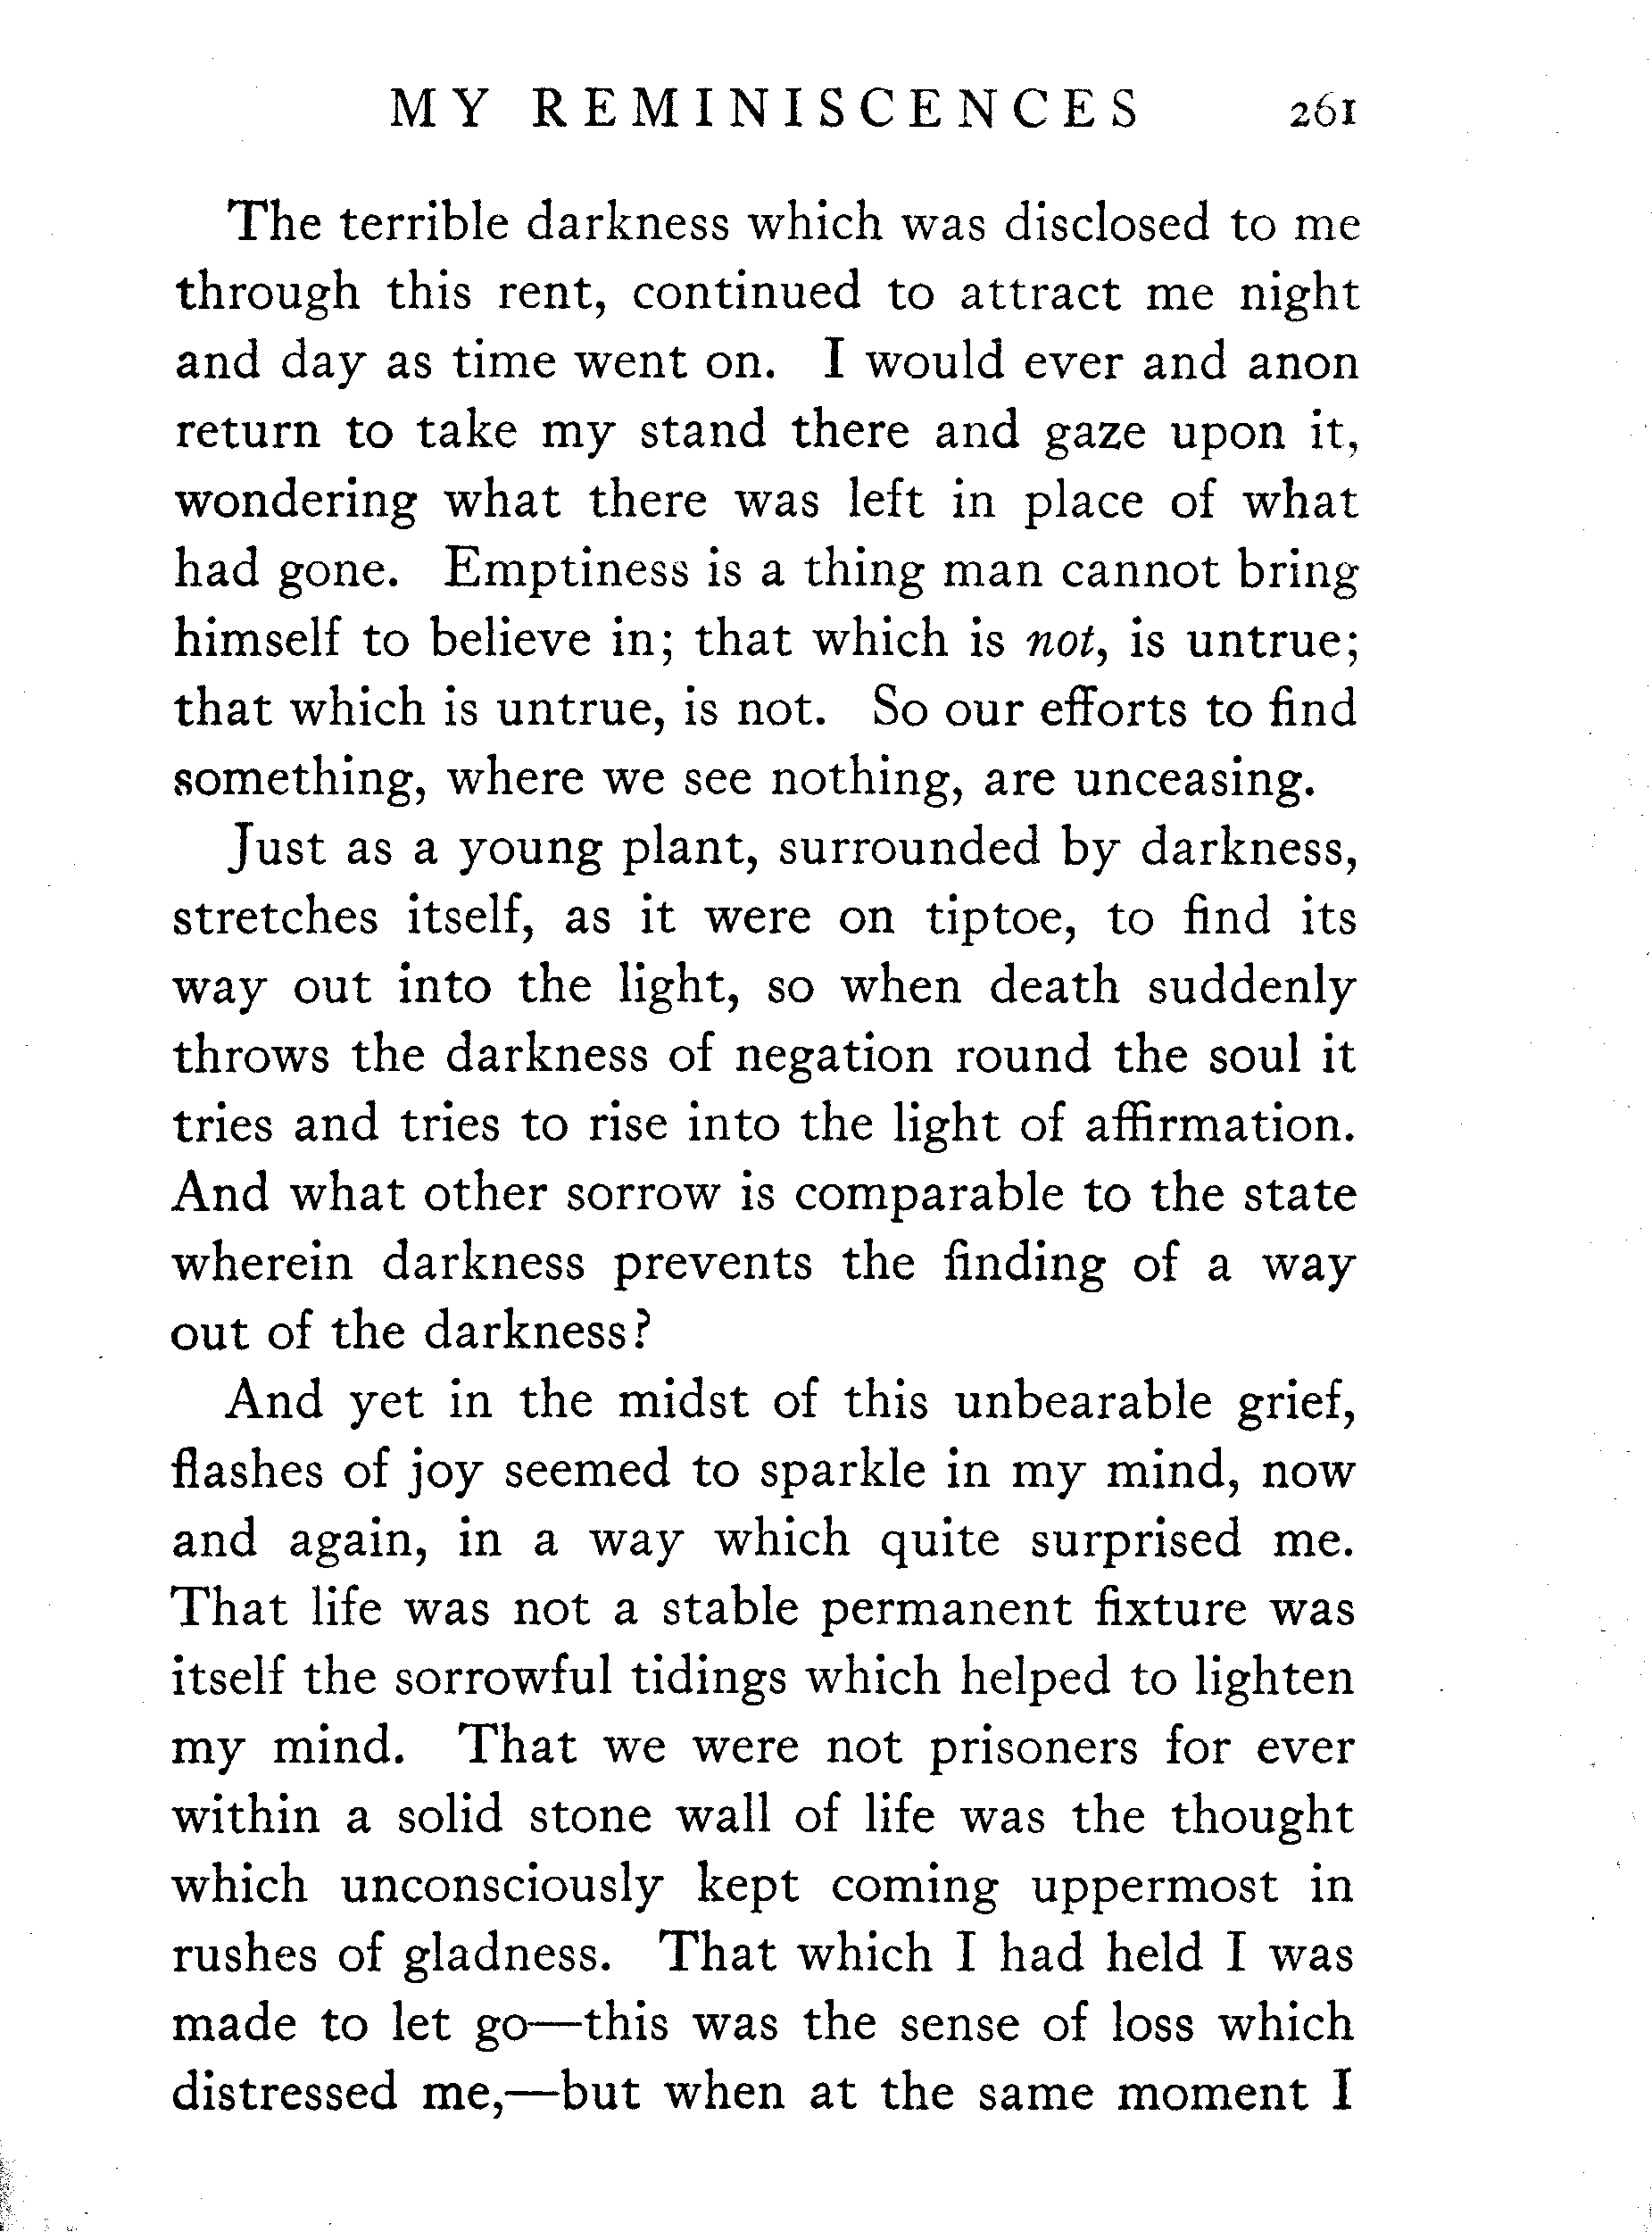 MY REMINISCENCES 261
The terrible darkness which was disclosed to me
through this rent, continued to attract me night
and day as time went on. I would ever and anon
return to take my stand there and gaze upon it,
wondering what there was left in place of what
had gone. Emptiness is a thing man cannot bring
himself to believe in; that which is not, is untrue;
that which is untrue, is not. So our efforts to find
something, where we see nothing, are unceasing.
Just as a young plant, surrounded by darkness,
stretches itself, as it were on tiptoe, to find its
way out into the light, so when death suddenly
throws the darkness of negation round the soul it
tries and tries to rise into the light of affirmation.
And what other sorrow is comparable to the state
wherein darkness prevents the finding of a way
out of the darkness?
And yet in the midst of this unbearable grief,
flashes of joy seemed to sparkle in my mind, now
and again, in a way which quite surprised me.
That life was not a stable permanent fixture was
itself the sorrowful tidings which helped to lighten
my mind. That we were not prisoners for ever
within a solid stone wall of life was the thought
which unconsciously kept coming uppermost in
rushes of gladness. That which I had held I was
made to let go—this was the sense of loss which
distressed me,—but when at the same moment I